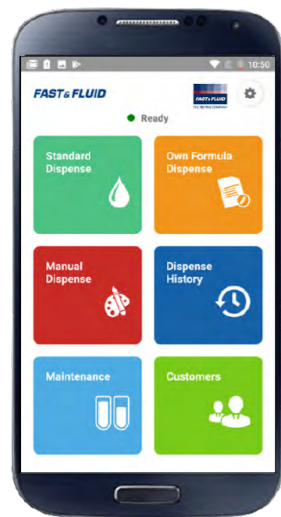 10:50
FAST & FLUID
FAST & FLUID
Ready
Standard
Dispense
Own Formula
Dispense
Manual
Dispense
Dispense
History
Maintenance
Customers